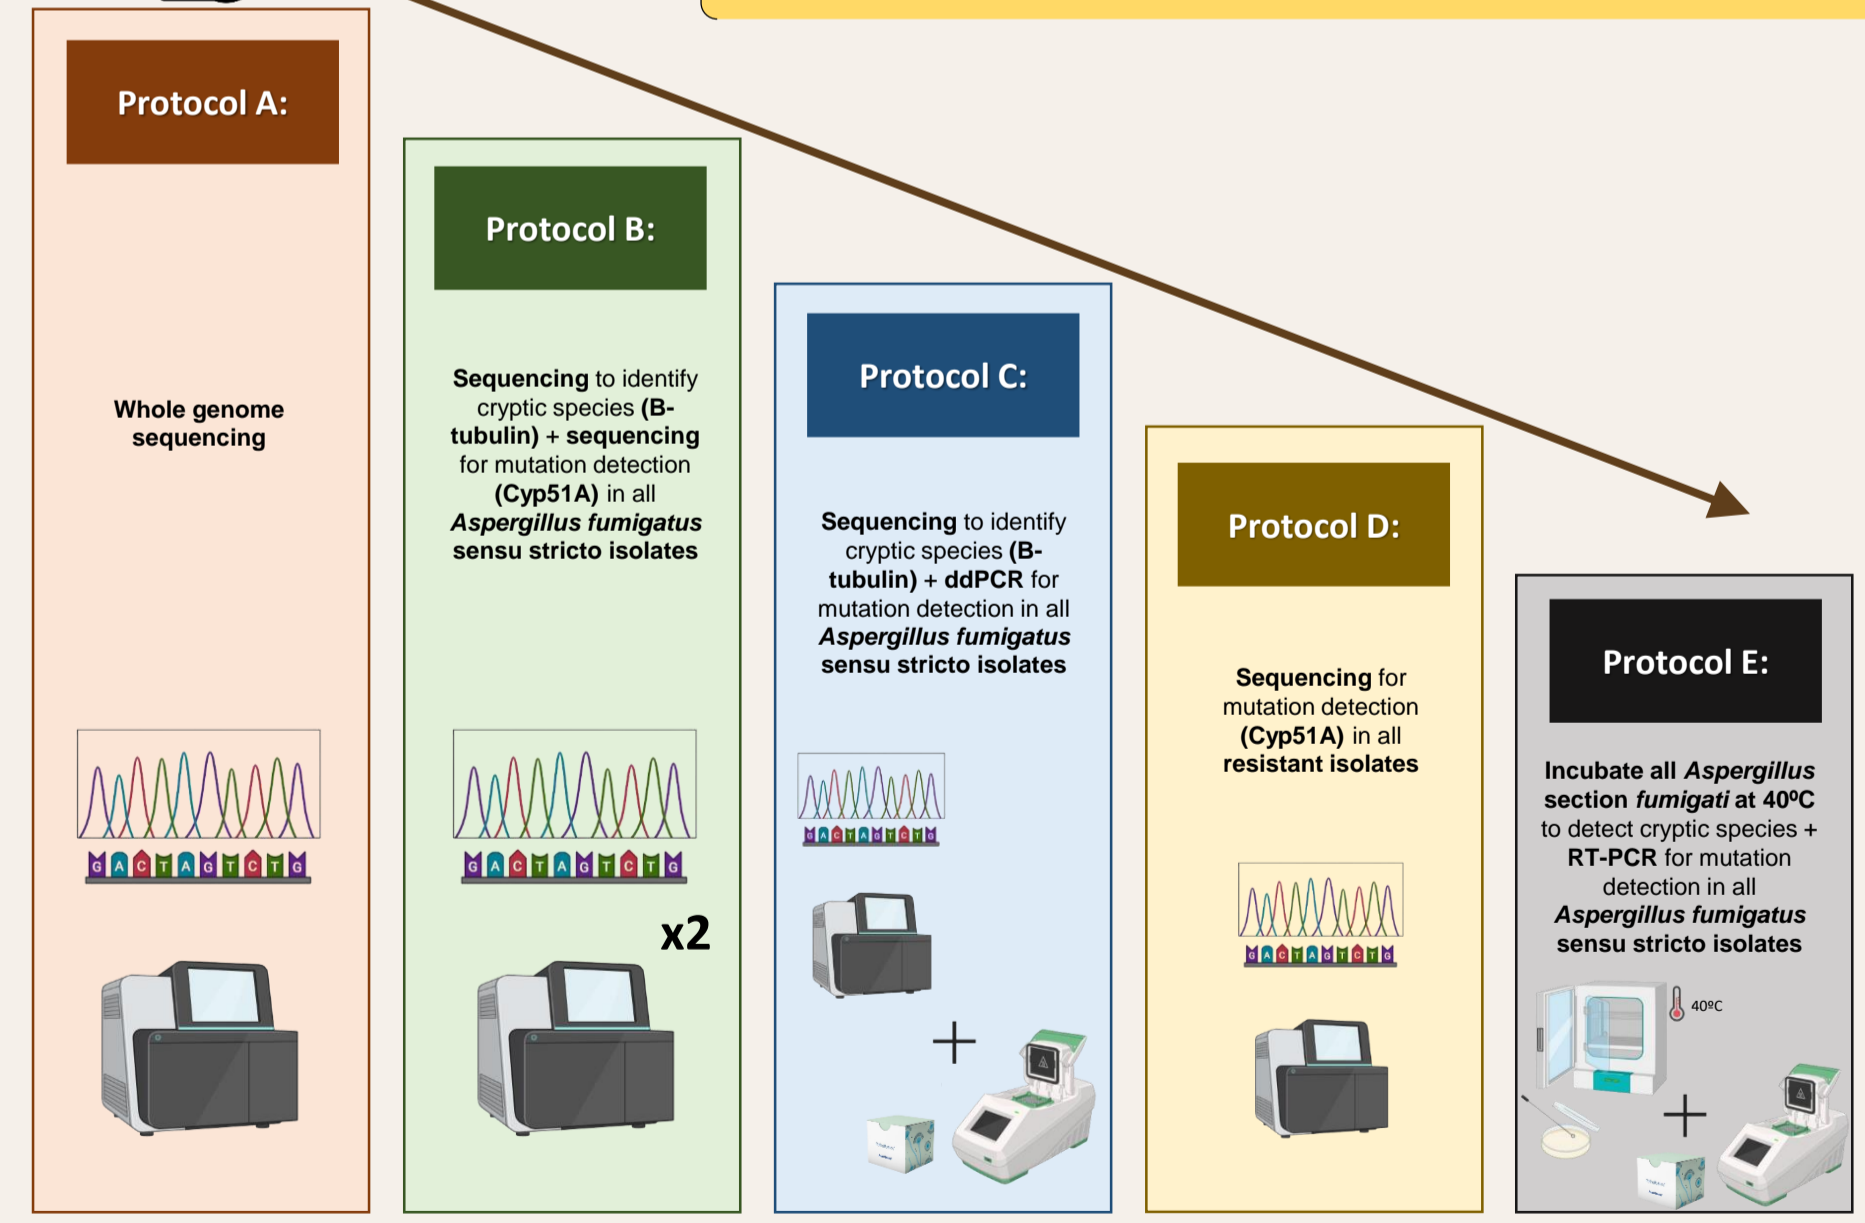 Protocol A:
Whole genome
sequencing
G A C T A G T C T G
Protocol B:
Sequencing to identify
cryptic species (B-
tubulin) + sequencing
for mutation detection
(Cyp51A) in all
Aspergillus fumigatus
sensu stricto isolates
G A C T A G T C T G
x2
Protocol C:
Sequencing to identify
cryptic species (B-
tubulin) + ddPCR for
mutation detection in all
Aspergillus fumigatus
sensu stricto isolates
G A C T A G T C T G
+
Protocol D:
Sequencing for
mutation detection
(Cyp51A) in all
resistant isolates
G A C T A G T C T G
Protocol E:
Incubate all Aspergillus
section fumigati at 40ºC
to detect cryptic species +
RT-PCR for mutation
detection in all
Aspergillus fumigatus
sensu stricto isolates
40ºC
+